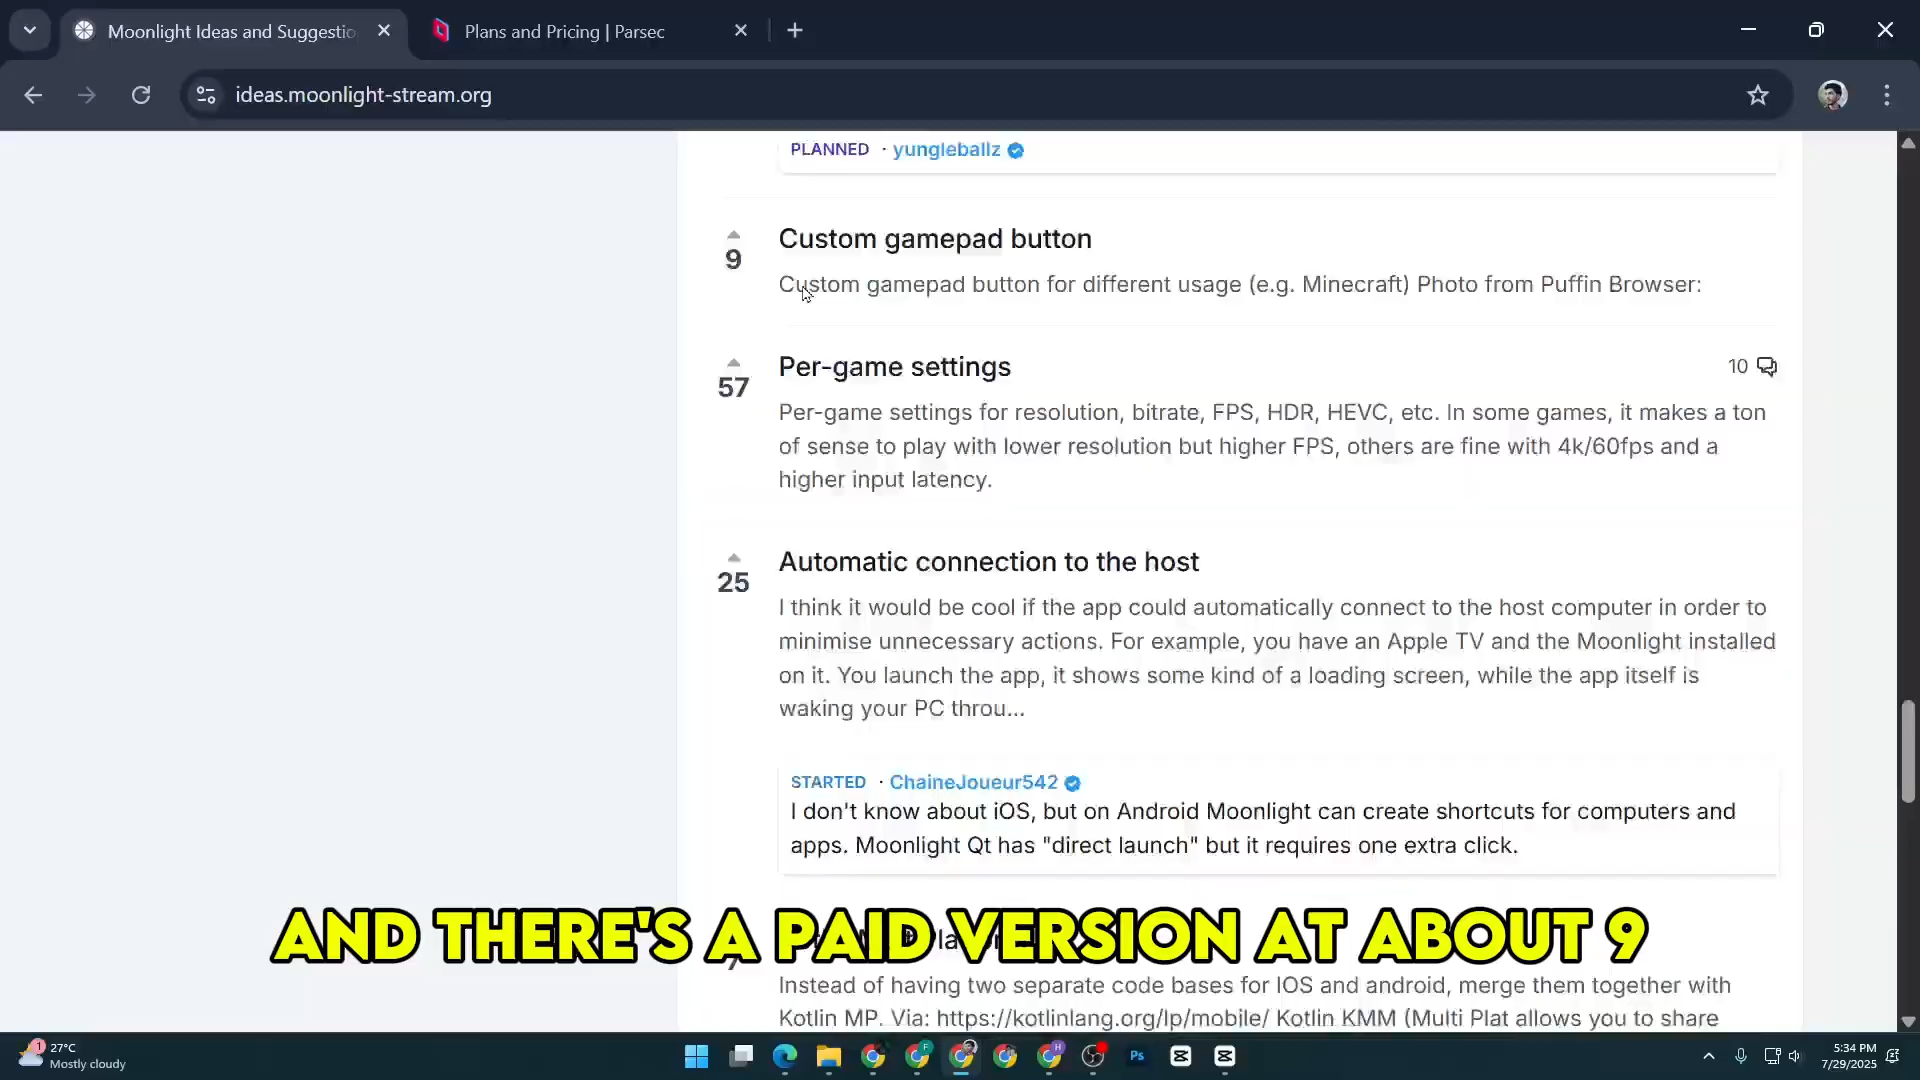 Moonlight Ideas and Suggestio
Plans and Pricing | Parsec
ideas.moonlight-stream.org
PLANNED · yungleballz
9
Custom gamepad button
Custom gamepad button for different usage (e.g. Minecraft) Photo from Puffin Browser:
57
Per-game settings
10
Per-game settings for resolution, bitrate, FPS, HDR, HEVC, etc. In some games, it makes a ton
of sense to play with lower resolution but higher FPS, others are fine with 4k/60fps and a
higher input latency.
25
Automatic connection to the host
I think it would be cool if the app could automatically connect to the host computer in order to
minimise unnecessary actions. For example, you have an Apple TV and the Moonlight installed
on it. You launch the app, it shows some kind of a loading screen, while the app itself is
waking your PC throu...
STARTED · ChaineJoueur542
I don't know about iOS, but on Android Moonlight can create shortcuts for computers and
apps. Moonlight Qt has "direct launch" but it requires one extra click.
AND THERE'S A PAID VERSION AT ABOUT 9
Instead of having two separate code bases for IOS and android, merge them together with
Kotlin MP. Via: https://kotlinlang.org/lp/mobile/ Kotlin KMM (Multi Plat allows you to share
1
27°C
Mostly cloudy
F
H
Ps
5:34 PM
7/29/2025